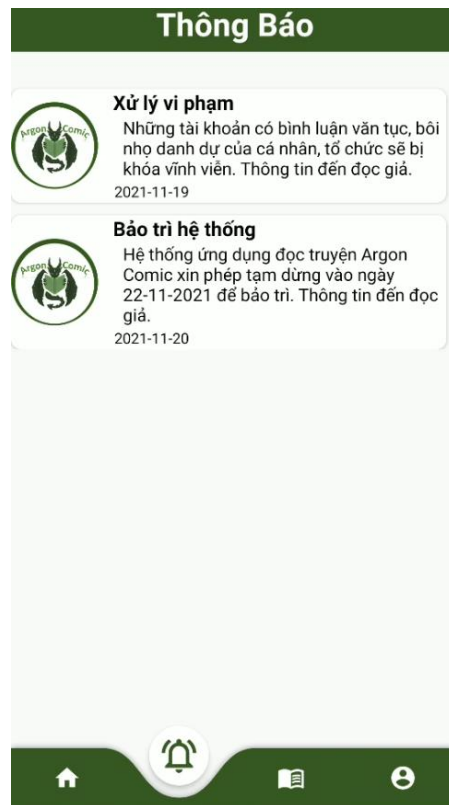 Thông Báo
Argon Comic
Xử lý vi phạm
Những tài khoản có bình luận văn tục, bôi
nhọ danh dự của cá nhân, tổ chức sẽ bị
khóa vĩnh viễn. Thông tin đến đọc giả.
2021-11-19
Argon Comic
Bảo trì hệ thống
Hệ thống ứng dụng đọc truyện Argon
Comic xin phép tạm dừng vào ngày
22-11-2021 để bảo trì. Thông tin đến đọc
giả.
2021-11-20